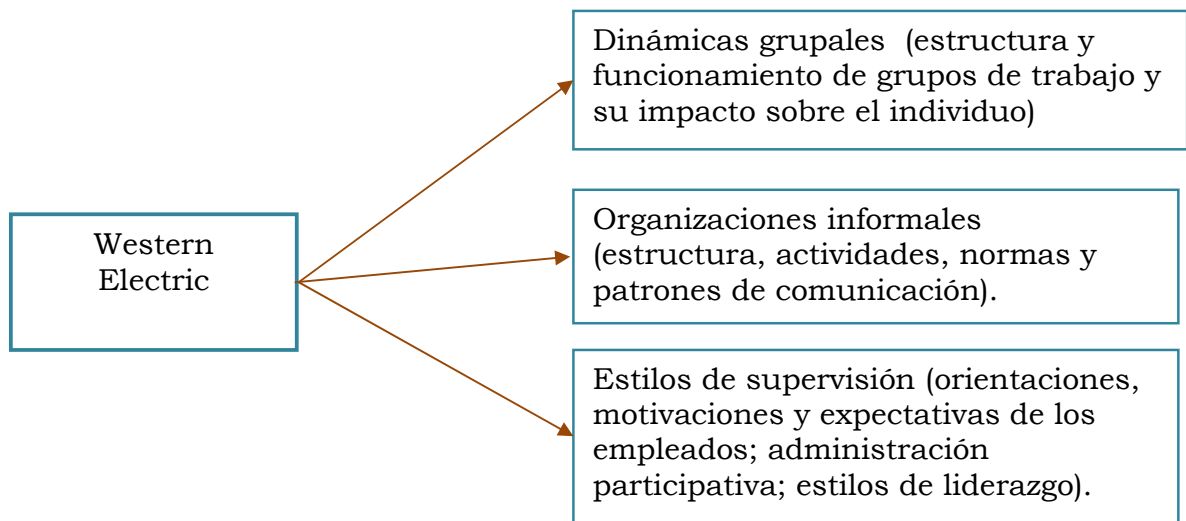 Western
Electric
Dinámicas grupales (estructura y
funcionamiento de grupos de trabajo y
su impacto sobre el individuo)
Organizaciones informales
(estructura, actividades, normas y
patrones de comunicación).
Estilos de supervisión (orientaciones,
motivaciones y expectativas de los
empleados; administración
participativa; estilos de liderazgo).